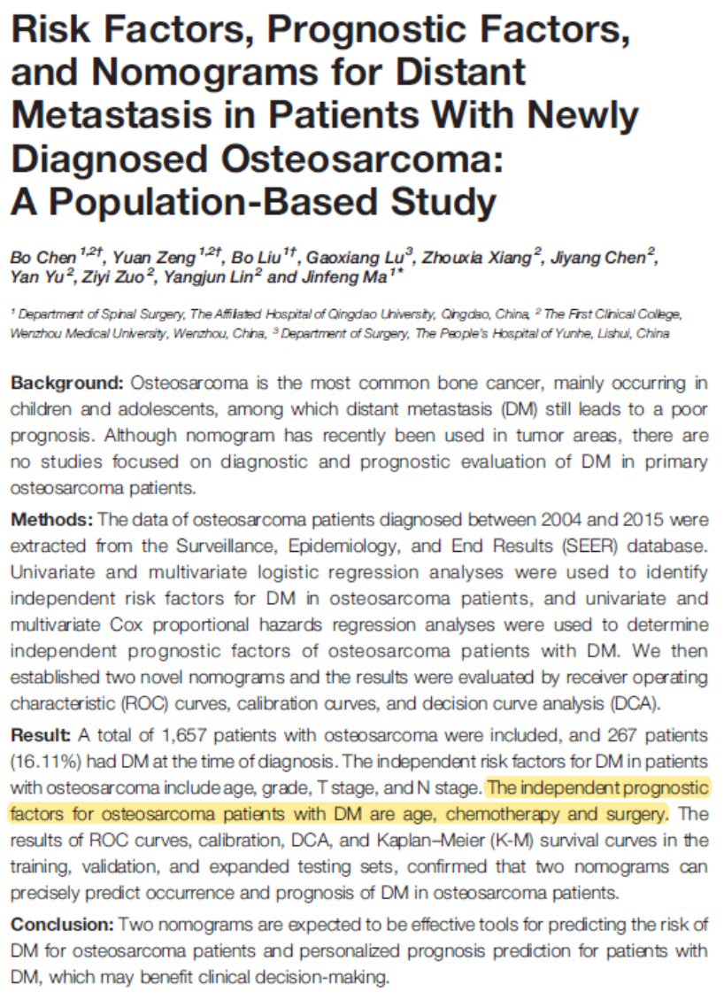 Risk Factors, Prognostic Factors,
and Nomograms for Distant
Metastasis in Patients With Newly
Diagnosed Osteosarcoma:
A Population-Based Study
Bo Chen 1,2†, Yuan Zeng 1,2†, Bo Liu 1†, Gaoxiang Lu 3, Zhouxia Xiang 2, Jiyang Chen 2,
Yan Yu 2, Ziyi Zuo 2, Yangjun Lin 2 and Jinfeng Ma 1*
1 Department of Spinal Surgery, The Affiliated Hospital of Qingdao University, Qingdao, China, 2 The First Clinical College,
Wenzhou Medical University, Wenzhou, China, 3 Department of Surgery, The People's Hospital of Yunhe, Lishui, China
Background: Osteosarcoma is the most common bone cancer, mainly occurring in
children and adolescents, among which distant metastasis (DM) still leads to a poor
prognosis. Although nomogram has recently been used in tumor areas, there are
no studies focused on diagnostic and prognostic evaluation of DM in primary
osteosarcoma patients.
Methods: The data of osteosarcoma patients diagnosed between 2004 and 2015 were
extracted from the Surveillance, Epidemiology, and End Results (SEER) database.
Univariate and multivariate logistic regression analyses were used to identify
independent risk factors for DM in osteosarcoma patients, and univariate and
multivariate Cox proportional hazards regression analyses were used to determine
independent prognostic factors of osteosarcoma patients with DM. We then
established two novel nomograms and the results were evaluated by receiver operating
characteristic (ROC) curves, calibration curves, and decision curve analysis (DCA).
Result: A total of 1,657 patients with osteosarcoma were included, and 267 patients
(16.11%) had DM at the time of diagnosis. The independent risk factors for DM in patients
with osteosarcoma include age, grade, T stage, and N stage. The independent prognostic
factors for osteosarcoma patients with DM are age, chemotherapy and surgery. The
results of ROC curves, calibration, DCA, and Kaplan–Meier (K-M) survival curves in the
training, validation, and expanded testing sets, confirmed that two nomograms can
precisely predict occurrence and prognosis of DM in osteosarcoma patients.
Conclusion: Two nomograms are expected to be effective tools for predicting the risk of
DM for osteosarcoma patients and personalized prognosis prediction for patients with
DM, which may benefit clinical decision-making.